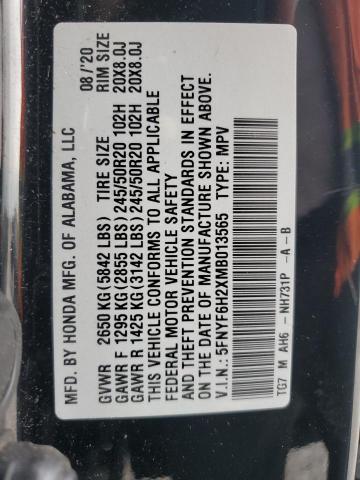 MFD. BY HONDA MFG. OF ALABAMA, LLC 08 / '20
TIRE SIZE RIM SIZE
GVWR 2650 KG (5842 LBS)
GAWR F 1295 KG (2855 LBS) 245/50R20 102H 20X8.0J
GAWR R 1425 KG (3142 LBS) 245/50R20 102H 20X8.0J
THIS VEHICLE CONFORMS TO ALL APPLICABLE
FEDERAL MOTOR VEHICLE SAFETY
AND THEFT PREVENTION STANDARDS IN EFFECT
ON THE DATE OF MANUFACTURE SHOWN ABOVE.
V.I.N.: 5FNYF6H2XMB013565 TYPE: MPV
TG7 M AH6 -NH731P -A -B